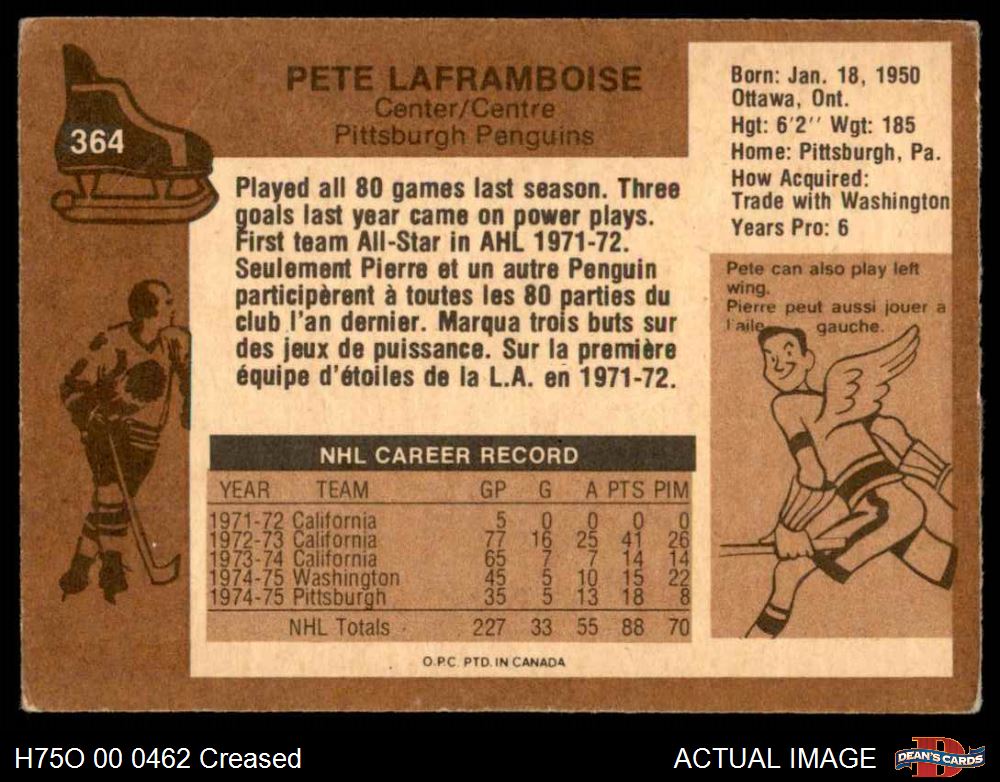 364
PETE LAFRAMBOISE
Center/Centre
Pittsburgh Penguins
Born: Jan. 18, 1950
Ottawa, Ont.
Hgt: 6'2'' Wgt: 185
Home: Pittsburgh, Pa.
How Acquired:
Trade with Washington
Years Pro: 6
Played all 80 games last season. Three
goals last year came on power plays.
First team All-Star in AHL 1971-72.
Seulement Pierre et un autre Penguin
participèrent à toutes les 80 parties du
club l'an dernier. Marqua trois buts sur
des jeux de puissance. Sur la première
équipe d'étoiles de la L.A. en 1971-72.
Pete can also play left
wing.
Pierre peut aussi jouer a
l'aile gauche.
NHL CAREER RECORD
YEAR TEAM GP G A PTS PIM
1971-72 California 5 0 0 0 0
1972-73 California 77 16 25 41 26
1973-74 California 65 7 7 14 14
1974-75 Washington 45 5 10 15 22
1974-75 Pittsburgh 35 5 13 18 8
NHL Totals 227 33 55 88 70
O.P.C. PTD. IN CANADA
H75O 00 0462 Creased
ACTUAL IMAGE
D
DEAN'S CARDS